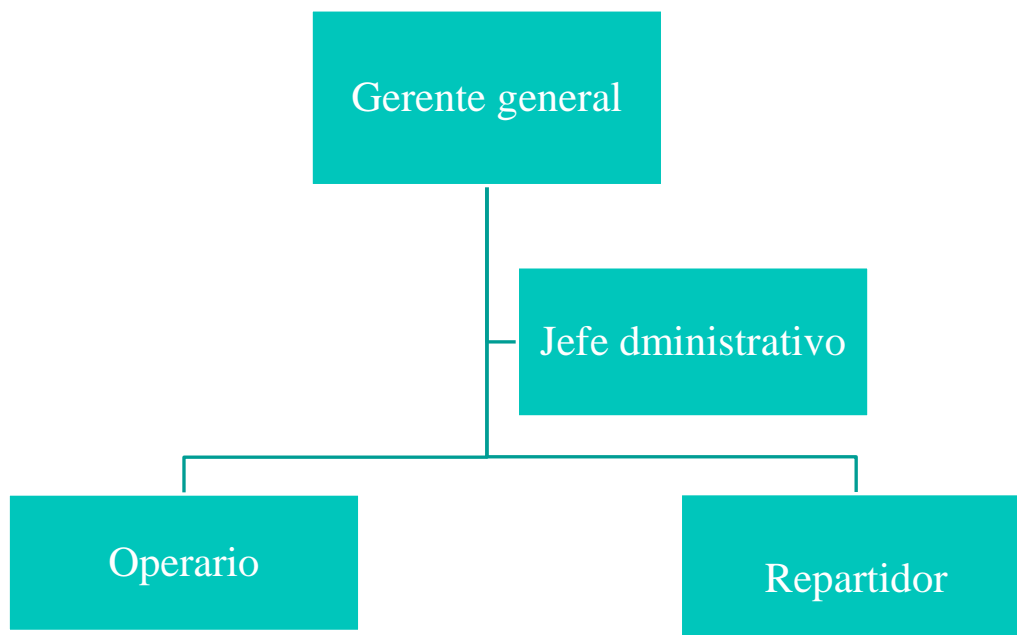 Gerente general
Jefe dministrativo
Operario
Repartidor